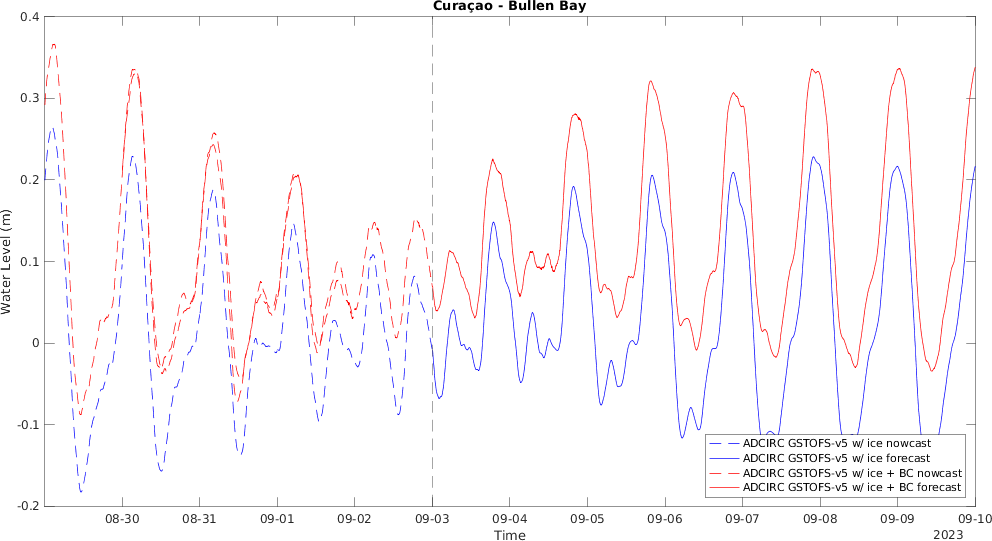 Curaçao - Bullen Bay
0.4
0.3
0.2
0.1
0
-0.1
-0.2
Water Level (m)
08-30 08-31 09-01 09-02 09-03 09-04 09-05 09-06 09-07 09-08 09-09 09-10
Time
2023
ADCIRC GSTOFS-v5 w/ ice nowcast
ADCIRC GSTOFS-v5 w/ ice forecast
ADCIRC GSTOFS-v5 w/ ice + BC nowcast
ADCIRC GSTOFS-v5 w/ ice + BC forecast